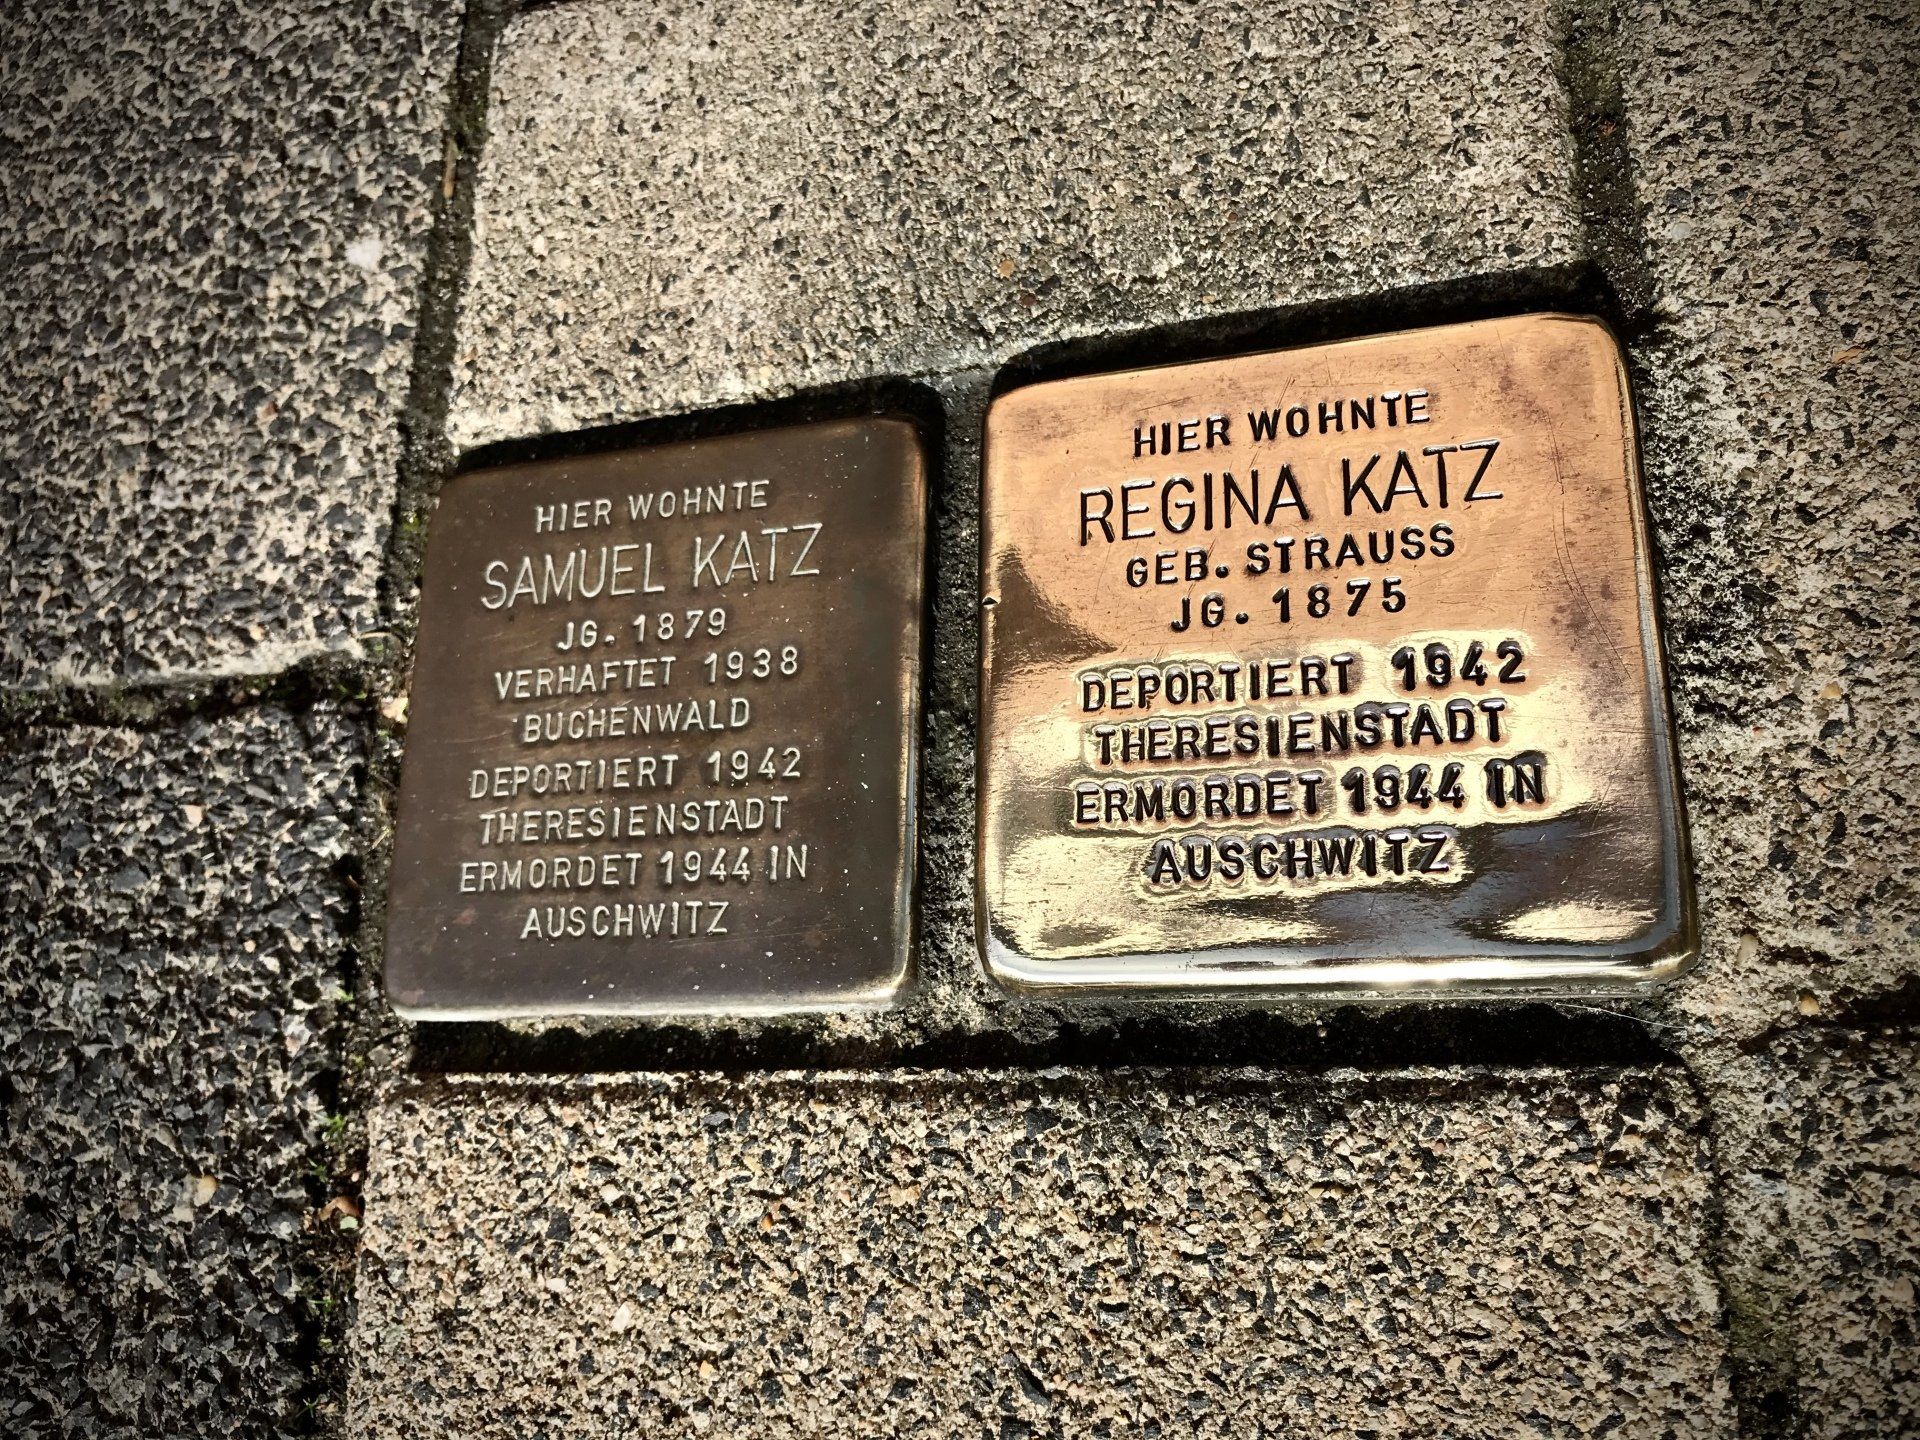 HIER WOHNTE
SAMUEL KATZ
JG. 1879
VERHAFTET 1938
BUCHENWALD
DEPORTIERT 1942
THERESIENSTADT
ERMORDET 1944 IN
AUSCHWITZ
HIER WOHNTE
REGINA KATZ
GEB. STRAUSS
JG. 1875
DEPORTIERT 1942
THERESIENSTADT
ERMORDET 1944 IN
AUSCHWITZ